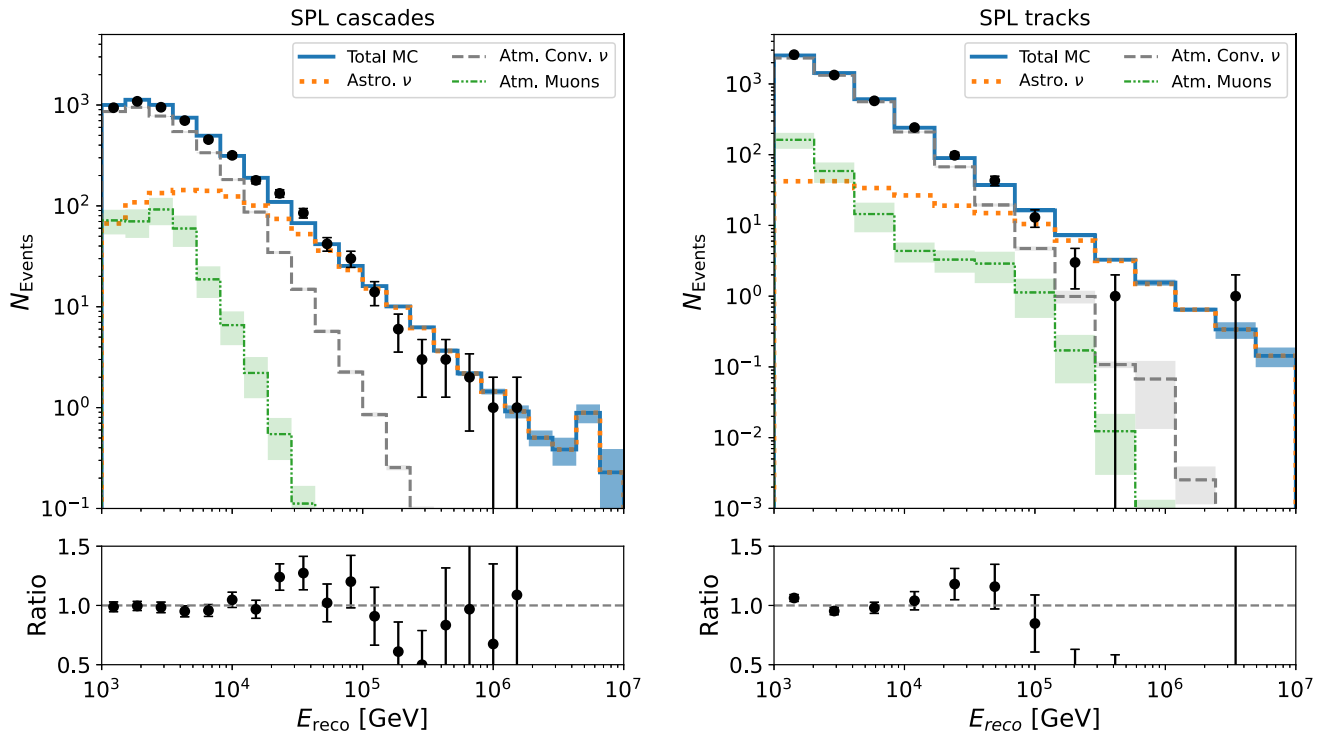 SPL cascades
Total MC
Astro. ν
Atm. Conv. ν
Atm. Muons
10³
10²
10¹
10⁰
10⁻¹
N_Events
1.5
1.0
0.5
Ratio
10³ 10⁴ 10⁵ 10⁶ 10⁷
E_reco [GeV]
SPL tracks
Total MC
Astro. ν
Atm. Conv. ν
Atm. Muons
10³
10²
10¹
10⁰
10⁻¹
10⁻²
10⁻³
N_Events
1.5
1.0
0.5
Ratio
10³ 10⁴ 10⁵ 10⁶ 10⁷
E_reco [GeV]